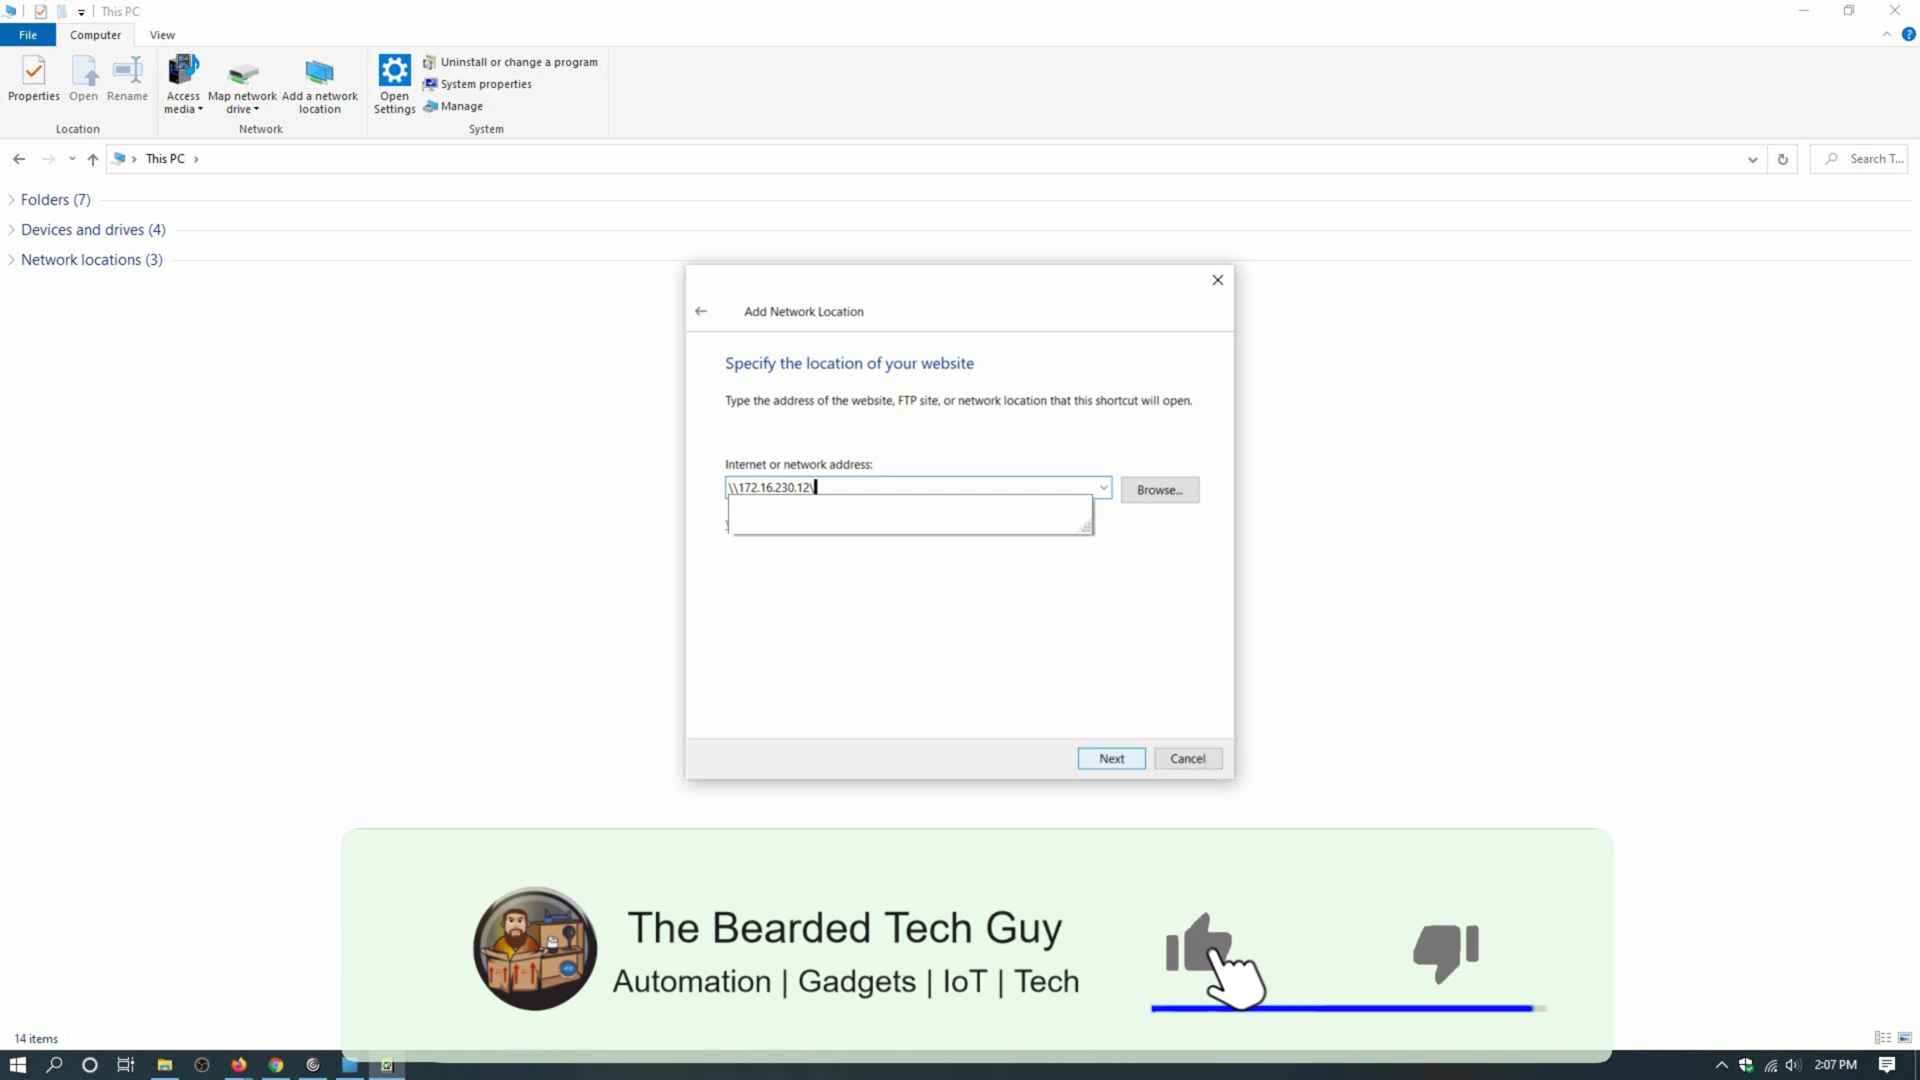 This PC
File
Computer
View
Properties
Open
Rename
Access media
Map network drive
Add a network location
Open Settings
Uninstall or change a program
System properties
Manage
Location
Network
System
This PC
Search T...
Folders (7)
Devices and drives (4)
Network locations (3)
Add Network Location
Specify the location of your website
Type the address of the website, FTP site, or network location that this shortcut will open.
Internet or network address:
\\172.16.230.12\
Browse...
Next
Cancel
The Bearded Tech Guy
Automation | Gadgets | IoT | Tech
14 items
2:07 PM